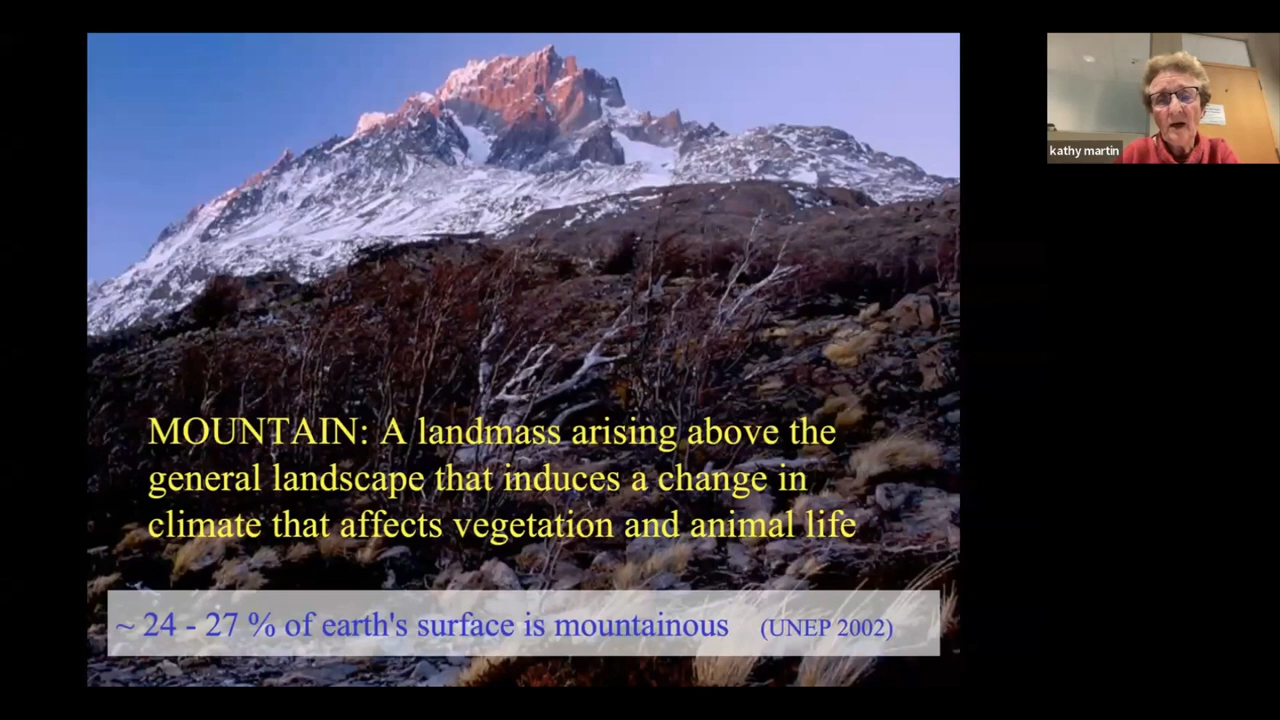 MOUNTAIN: A landmass arising above the
general landscape that induces a change in
climate that affects vegetation and animal life
~ 24 - 27 % of earth's surface is mountainous (UNEP 2002)
kathy martin